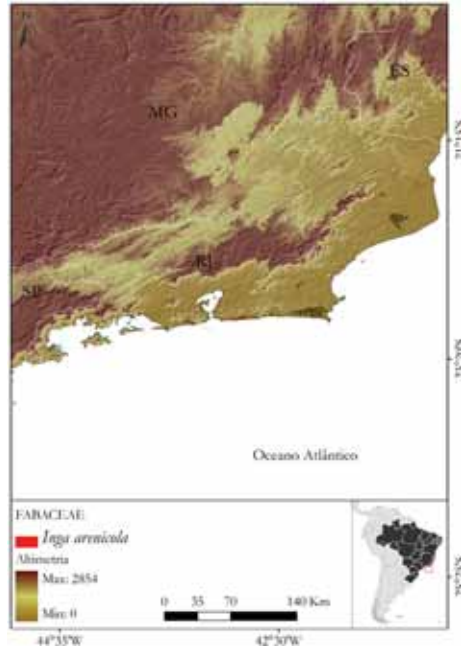 MG
ES
RJ
SP
Oceano Atlântico
FABACEAE
Inga arenicola
Altimetria
Max: 2854
Min: 0
0 35 70 140 Km
44°35'W
42°30'W